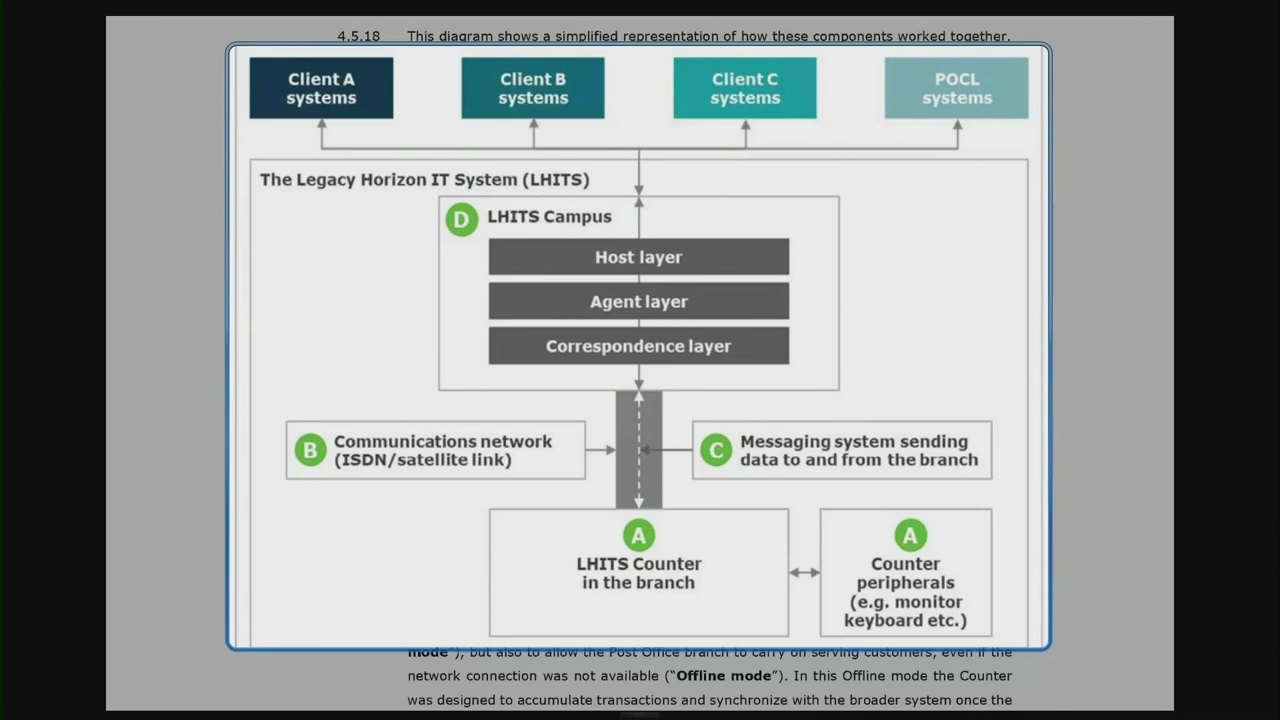 4.5.18 This diagram shows a simplified representation of how these components worked together.
Client A
systems
Client B
systems
Client C
systems
POCL
systems
The Legacy Horizon IT System (LHITS)
D LHITS Campus
Host layer
Agent layer
Correspondence layer
B Communications network
(ISDN/satellite link)
C Messaging system sending
data to and from the branch
A
LHITS Counter
in the branch
A
Counter
peripherals
(e.g. monitor
keyboard etc.)
mode"), but also to allow the Post Office branch to carry on serving customers, even if the
network connection was not available ("Offline mode"). In this Offline mode the Counter
was designed to accumulate transactions and synchronize with the broader system once the